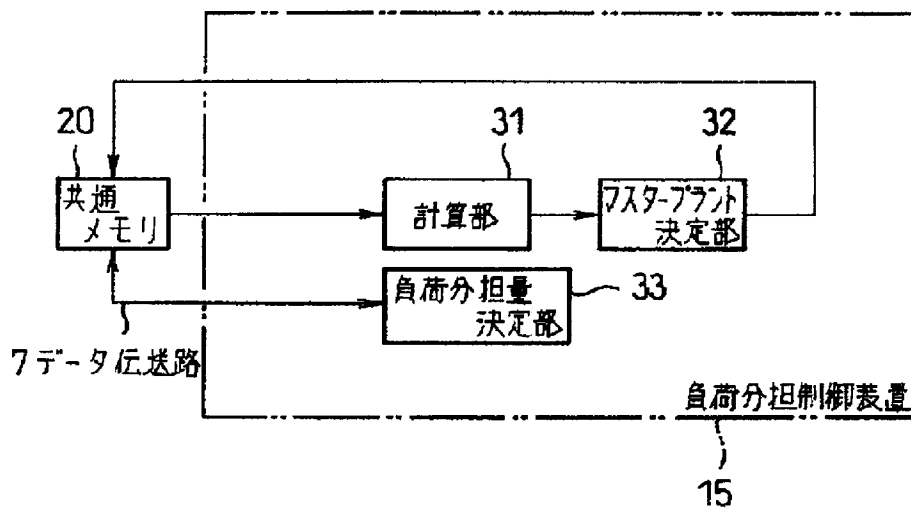 20
共通
メモリ
31
計算部
32
マスタープラント
決定部
負荷分担量
決定部
33
7 データ伝送路
負荷分担制御装置
15